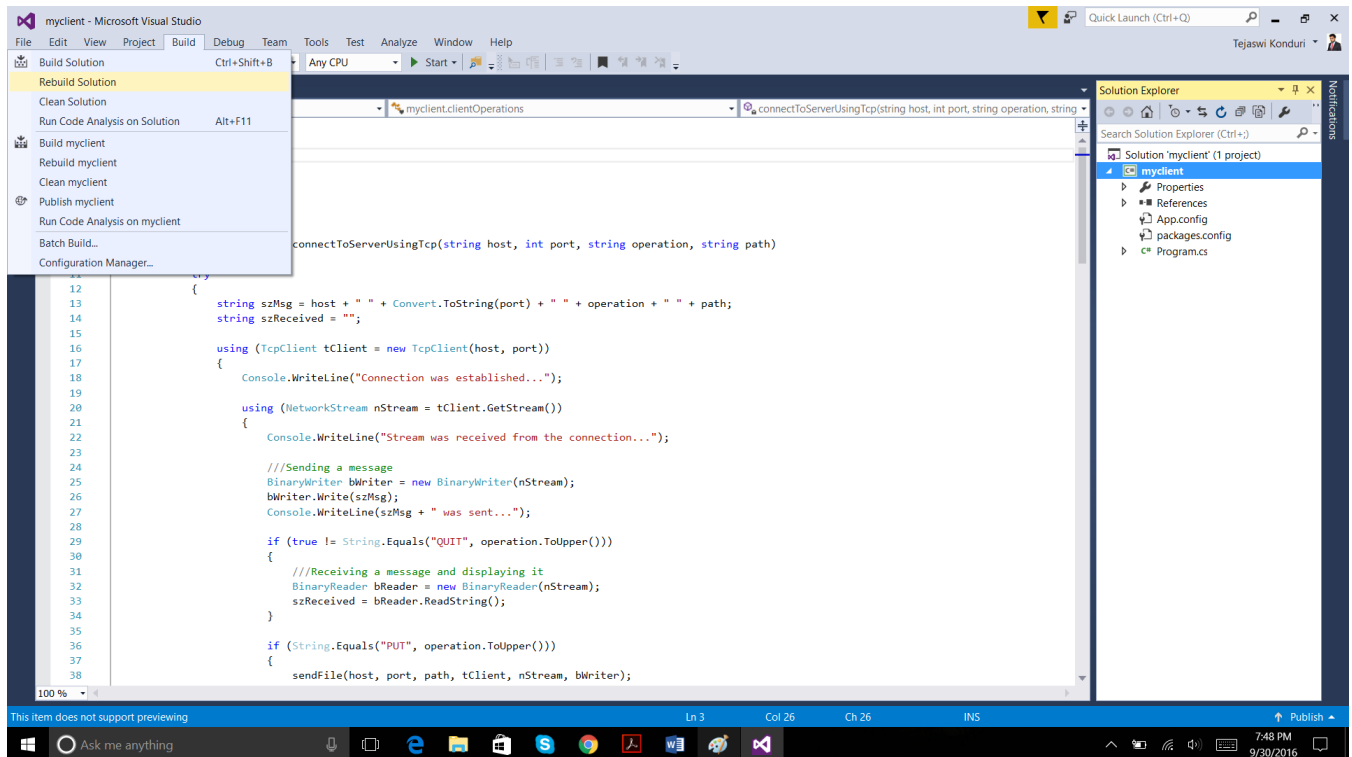 myclient - Microsoft Visual Studio
Quick Launch (Ctrl+Q)
File Edit View Project Build Debug Team Tools Test Analyze Window Help
Tejaswi Konduri
Build Solution Ctrl+Shift+B
Any CPU
Start
Rebuild Solution
Clean Solution
Run Code Analysis on Solution Alt+F11
Build myclient
Rebuild myclient
Clean myclient
Publish myclient
Run Code Analysis on myclient
Batch Build...
Configuration Manager...
myclient.clientOperations
connectToServerUsingTcp(string host, int port, string operation, string
connectToServerUsingTcp(string host, int port, string operation, string path)
12 {
13 string szMsg = host + " " + Convert.ToString(port) + " " + operation + " " + path;
14 string szReceived = "";
15
16 using (TcpClient tClient = new TcpClient(host, port))
17 {
18 Console.WriteLine("Connection was established...");
19
20 using (NetworkStream nStream = tClient.GetStream())
21 {
22 Console.WriteLine("Stream was received from the connection...");
23
24 ///Sending a message
25 BinaryWriter bWriter = new BinaryWriter(nStream);
26 bWriter.Write(szMsg);
27 Console.WriteLine(szMsg + " was sent...");
28
29 if (true != String.Equals("QUIT", operation.ToUpper()))
30 {
31 ///Receiving a message and displaying it
32 BinaryReader bReader = new BinaryReader(nStream);
33 szReceived = bReader.ReadString();
34 }
35
36 if (String.Equals("PUT", operation.ToUpper()))
37 {
38 sendFile(host, port, path, tClient, nStream, bWriter);
100 %
Solution Explorer
Search Solution Explorer (Ctrl+;)
Solution 'myclient' (1 project)
C# myclient
Properties
References
App.config
packages.config
C# Program.cs
Notifications
This item does not support previewing
Ln 3 Col 26 Ch 26 INS
Publish
Ask me anything
7:48 PM
9/30/2016